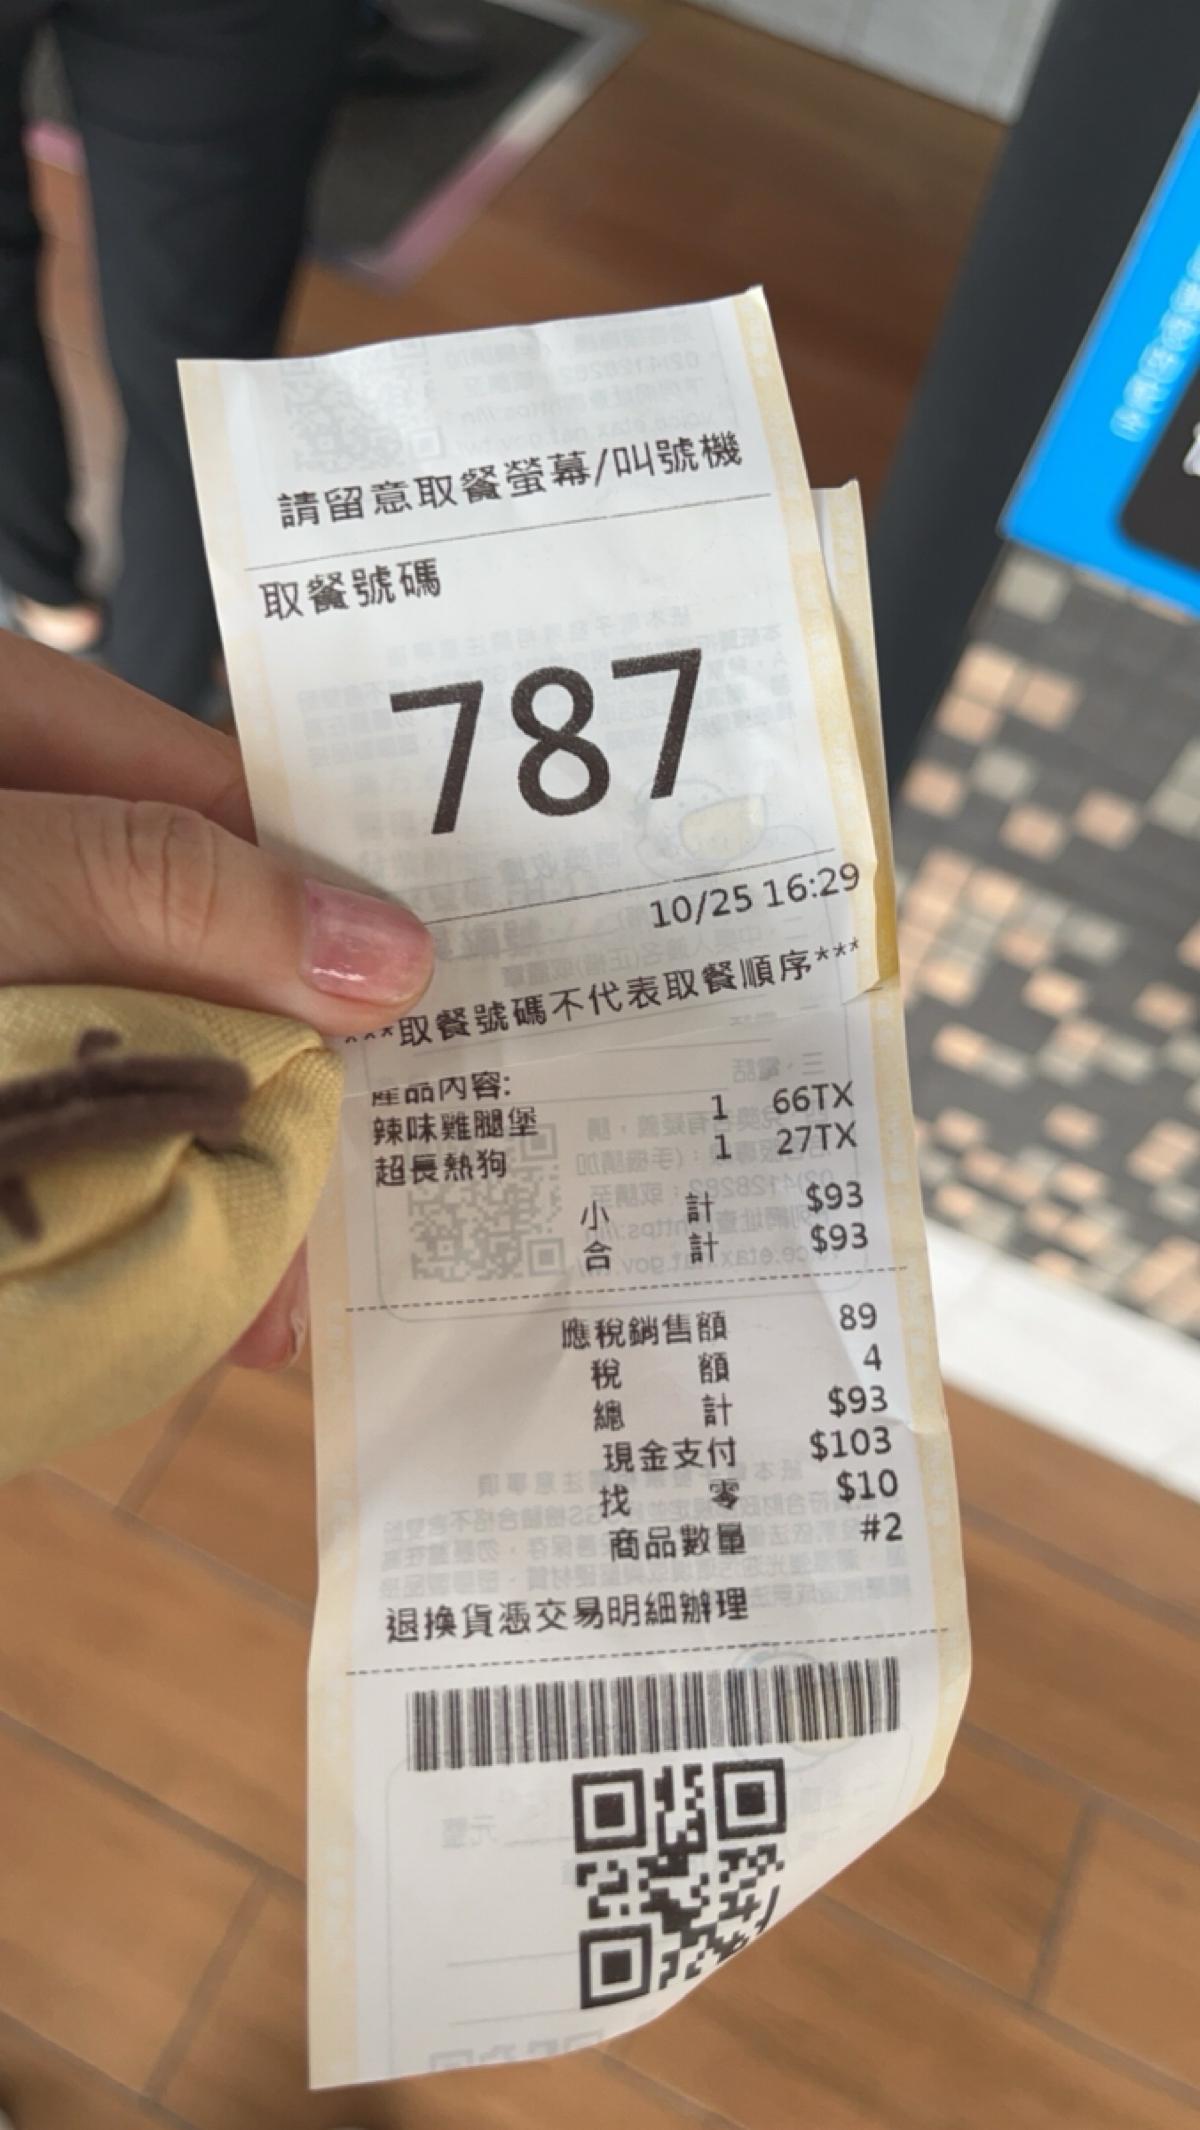 請留意取餐螢幕/叫號機
取餐號碼
787
10/25 16:29
***取餐號碼不代表取餐順序***
產品內容:
辣味雞腿堡 1 66TX
超長熱狗 1 27TX
小計 $93
合計 $93
應稅銷售額 89
稅額 4
總計 $93
現金支付 $103
找零 $10
商品數量 #2
退換貨憑交易明細辦理